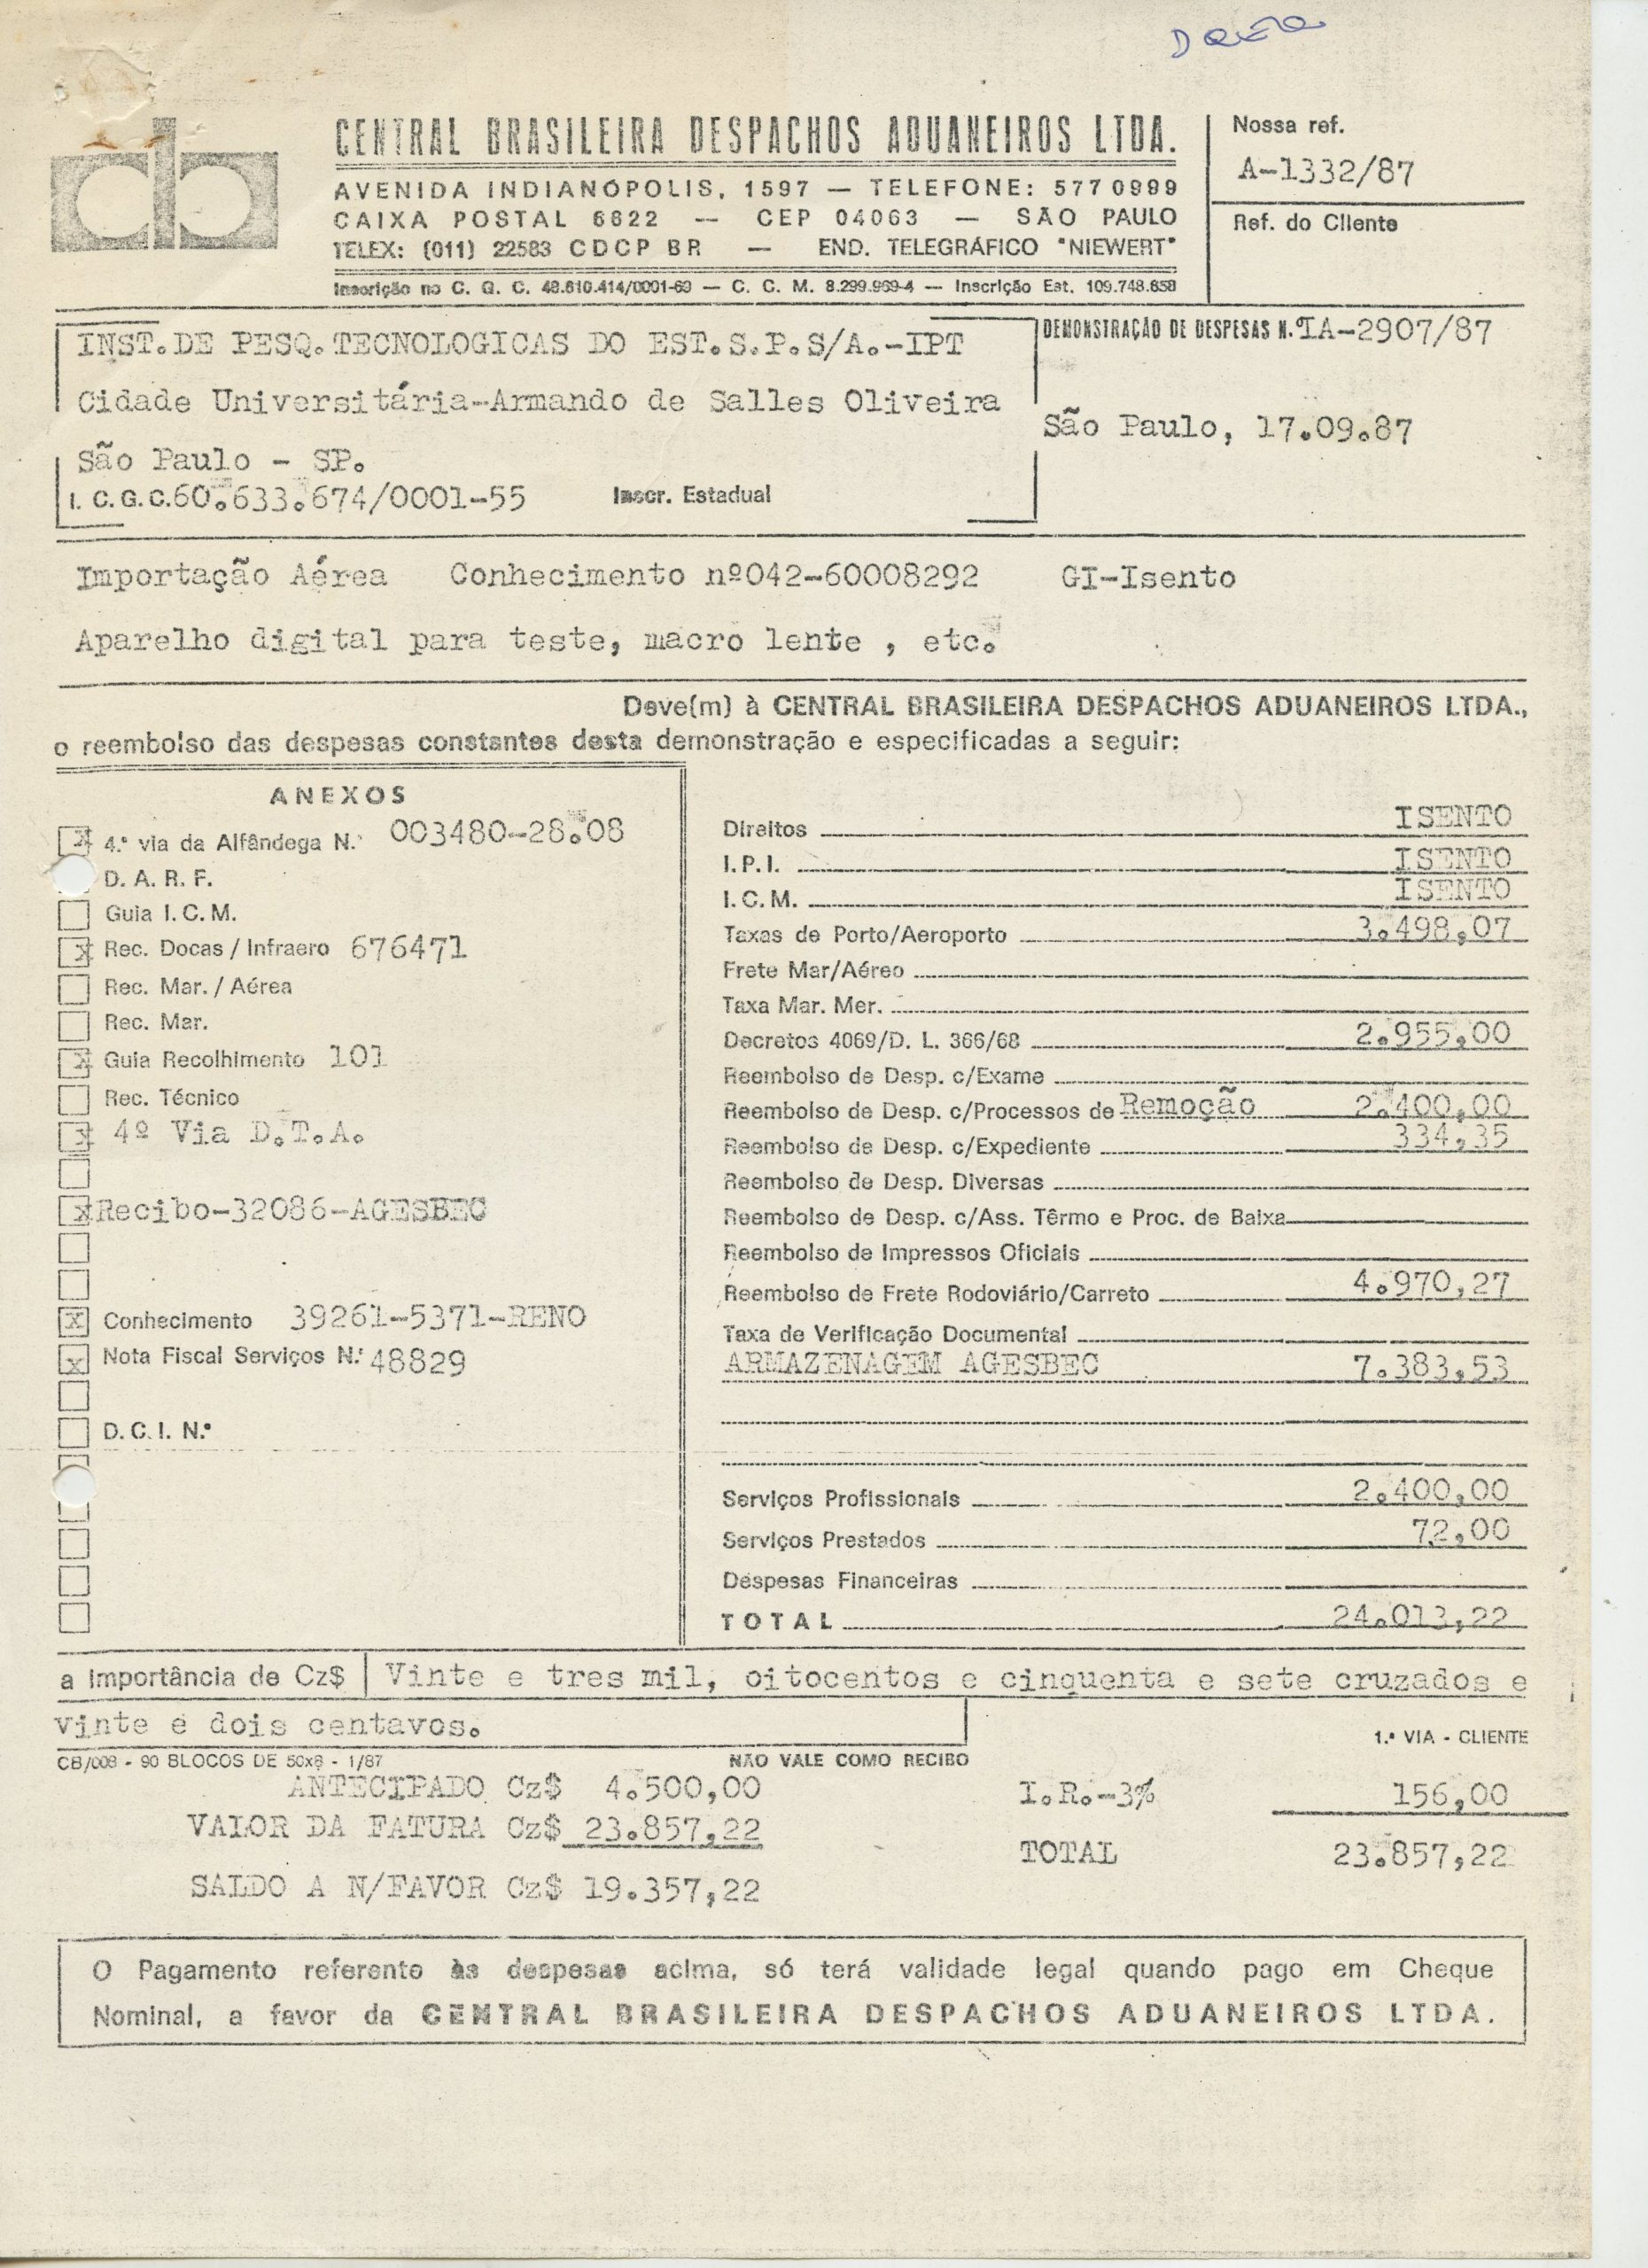 CENTRAL BRASILEIRA DESPACHOS ADUANEIROS LTDA.
AVENIDA INDIANÓPOLIS, 1597 — TELEFONE: 577 0999
CAIXA POSTAL 6622 — CEP 04063 — SÃO PAULO
TELEX: (011) 22583 CDCP BR — END. TELEGRÁFICO "NIEWERT"
Inscrição no C. G. C. 48.610.414/0001-69 — C. C. M. 8.299.969-4 — Inscrição Est. 109.748.658
Nossa ref.
A-1332/87
Ref. do Cliente
INST.DE PESQ.TECNOLOGICAS DO EST.S.P.S/A.-IPT
Cidade Universitária-Armando de Salles Oliveira
São Paulo - SP.
I. C. G. C.60.633.674/0001-55 Inscr. Estadual
DEMONSTRAÇÃO DE DESPESAS N.º IA-2907/87
São Paulo, 17.09.87
Importação Aérea Conhecimento nº042-60008292 GI-Isento
Aparelho digital para teste, macro lente , etc.
Deve(m) à CENTRAL BRASILEIRA DESPACHOS ADUANEIROS LTDA.,
o reembolso das despesas constantes desta demonstração e especificadas a seguir:
ANEXOS
x 4.ª via da Alfândega N.º 003480-28.08
D. A. R. F.
Guia I. C. M.
x Rec. Docas / Infraero 676471
Rec. Mar. / Aérea
Rec. Mar.
x Guia Recolhimento 101
Rec. Técnico
x 4º Via D.T.A.
x Recibo-32086-AGESBEC
x Conhecimento 39261-5371-RENO
x Nota Fiscal Serviços N.º 48829
D. C. I. N.º
Direitos ISENTO
I. P. I. ISENTO
I. C. M. ISENTO
Taxas de Porto/Aeroporto 3.498,07
Frete Mar/Aéreo
Taxa Mar. Mer.
Decretos 4069/D. L. 366/68 2.955,00
Reembolso de Desp. c/Exame
Reembolso de Desp. c/Processos de Remoção 2.400,00
Reembolso de Desp. c/Expediente 334,35
Reembolso de Desp. Diversas
Reembolso de Desp. c/Ass. Têrmo e Proc. de Baixa
Reembolso de Impressos Oficiais
Reembolso de Frete Rodoviário/Carreto 4.970,27
Taxa de Verificação Documental
ARMAZENAGEM AGESBEC 7.383,53
Serviços Profissionais 2.400,00
Serviços Prestados 72,00
Despesas Financeiras
TOTAL 24.013,22
a Importância de Cz$ Vinte e tres mil, oitocentos e cinquenta e sete cruzados e
vinte e dois centavos.
1.ª VIA - CLIENTE
CB/008 - 90 BLOCOS DE 50x8 - 1/87 NÃO VALE COMO RECIBO
ANTECIPADO Cz$ 4.500,00 I.R.-3% 156,00
VALOR DA FATURA Cz$ 23.857,22
TOTAL 23.857,22
SALDO A N/FAVOR Cz$ 19.357,22
O Pagamento referente às despesas acima, só terá validade legal quando pago em Cheque
Nominal, a favor da CENTRAL BRASILEIRA DESPACHOS ADUANEIROS LTDA.